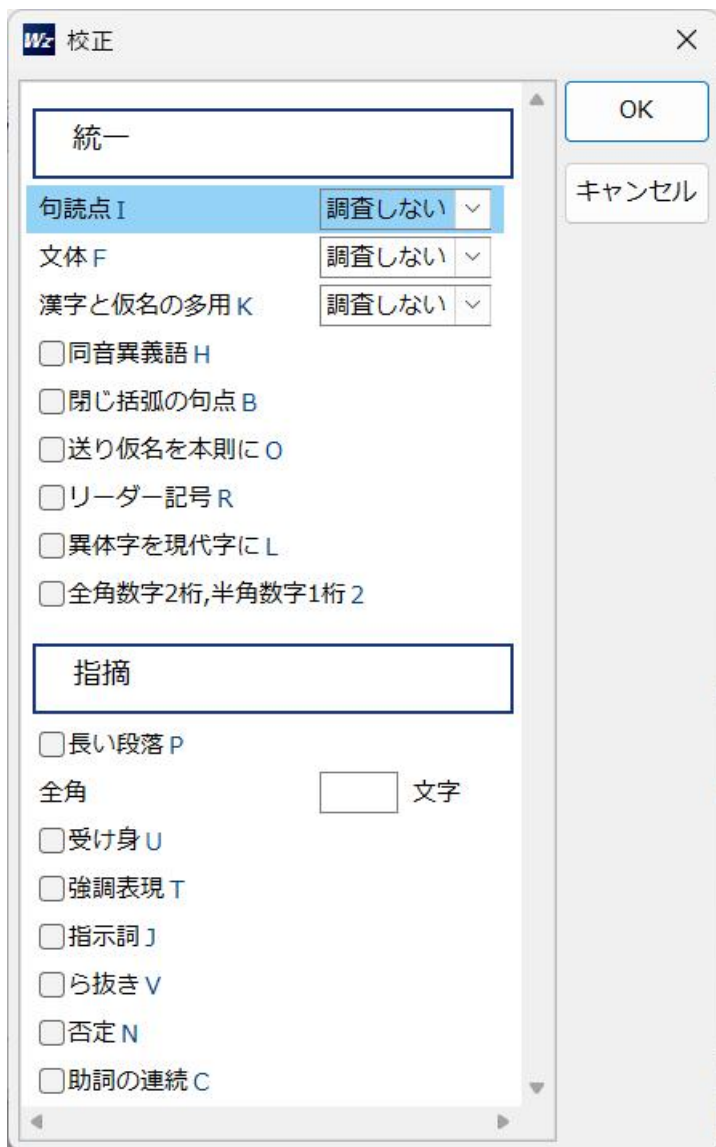 Wz 校正
OK
キャンセル
統一
句読点 I 調査しない
文体 F 調査しない
漢字と仮名の多用 K 調査しない
同音異義語 H
閉じ括弧の句点 B
送り仮名を本則に O
リーダー記号 R
異体字を現代字に L
全角数字2桁,半角数字1桁 2
指摘
長い段落 P
全角 文字
受け身 U
強調表現 T
指示詞 J
ら抜き V
否定 N
助詞の連続 C